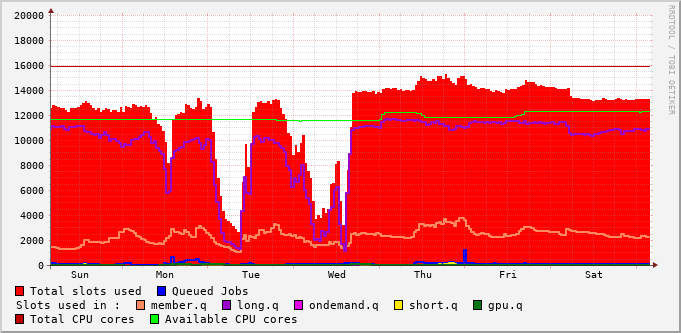 20000
18000
16000
14000
12000
10000
8000
6000
4000
2000
0
Sun Mon Tue Wed Thu Fri Sat
RRDTOOL / TOBI OETIKER
Total slots used Queued Jobs
Slots used in : member.q long.q ondemand.q short.q gpu.q
Total CPU cores Available CPU cores